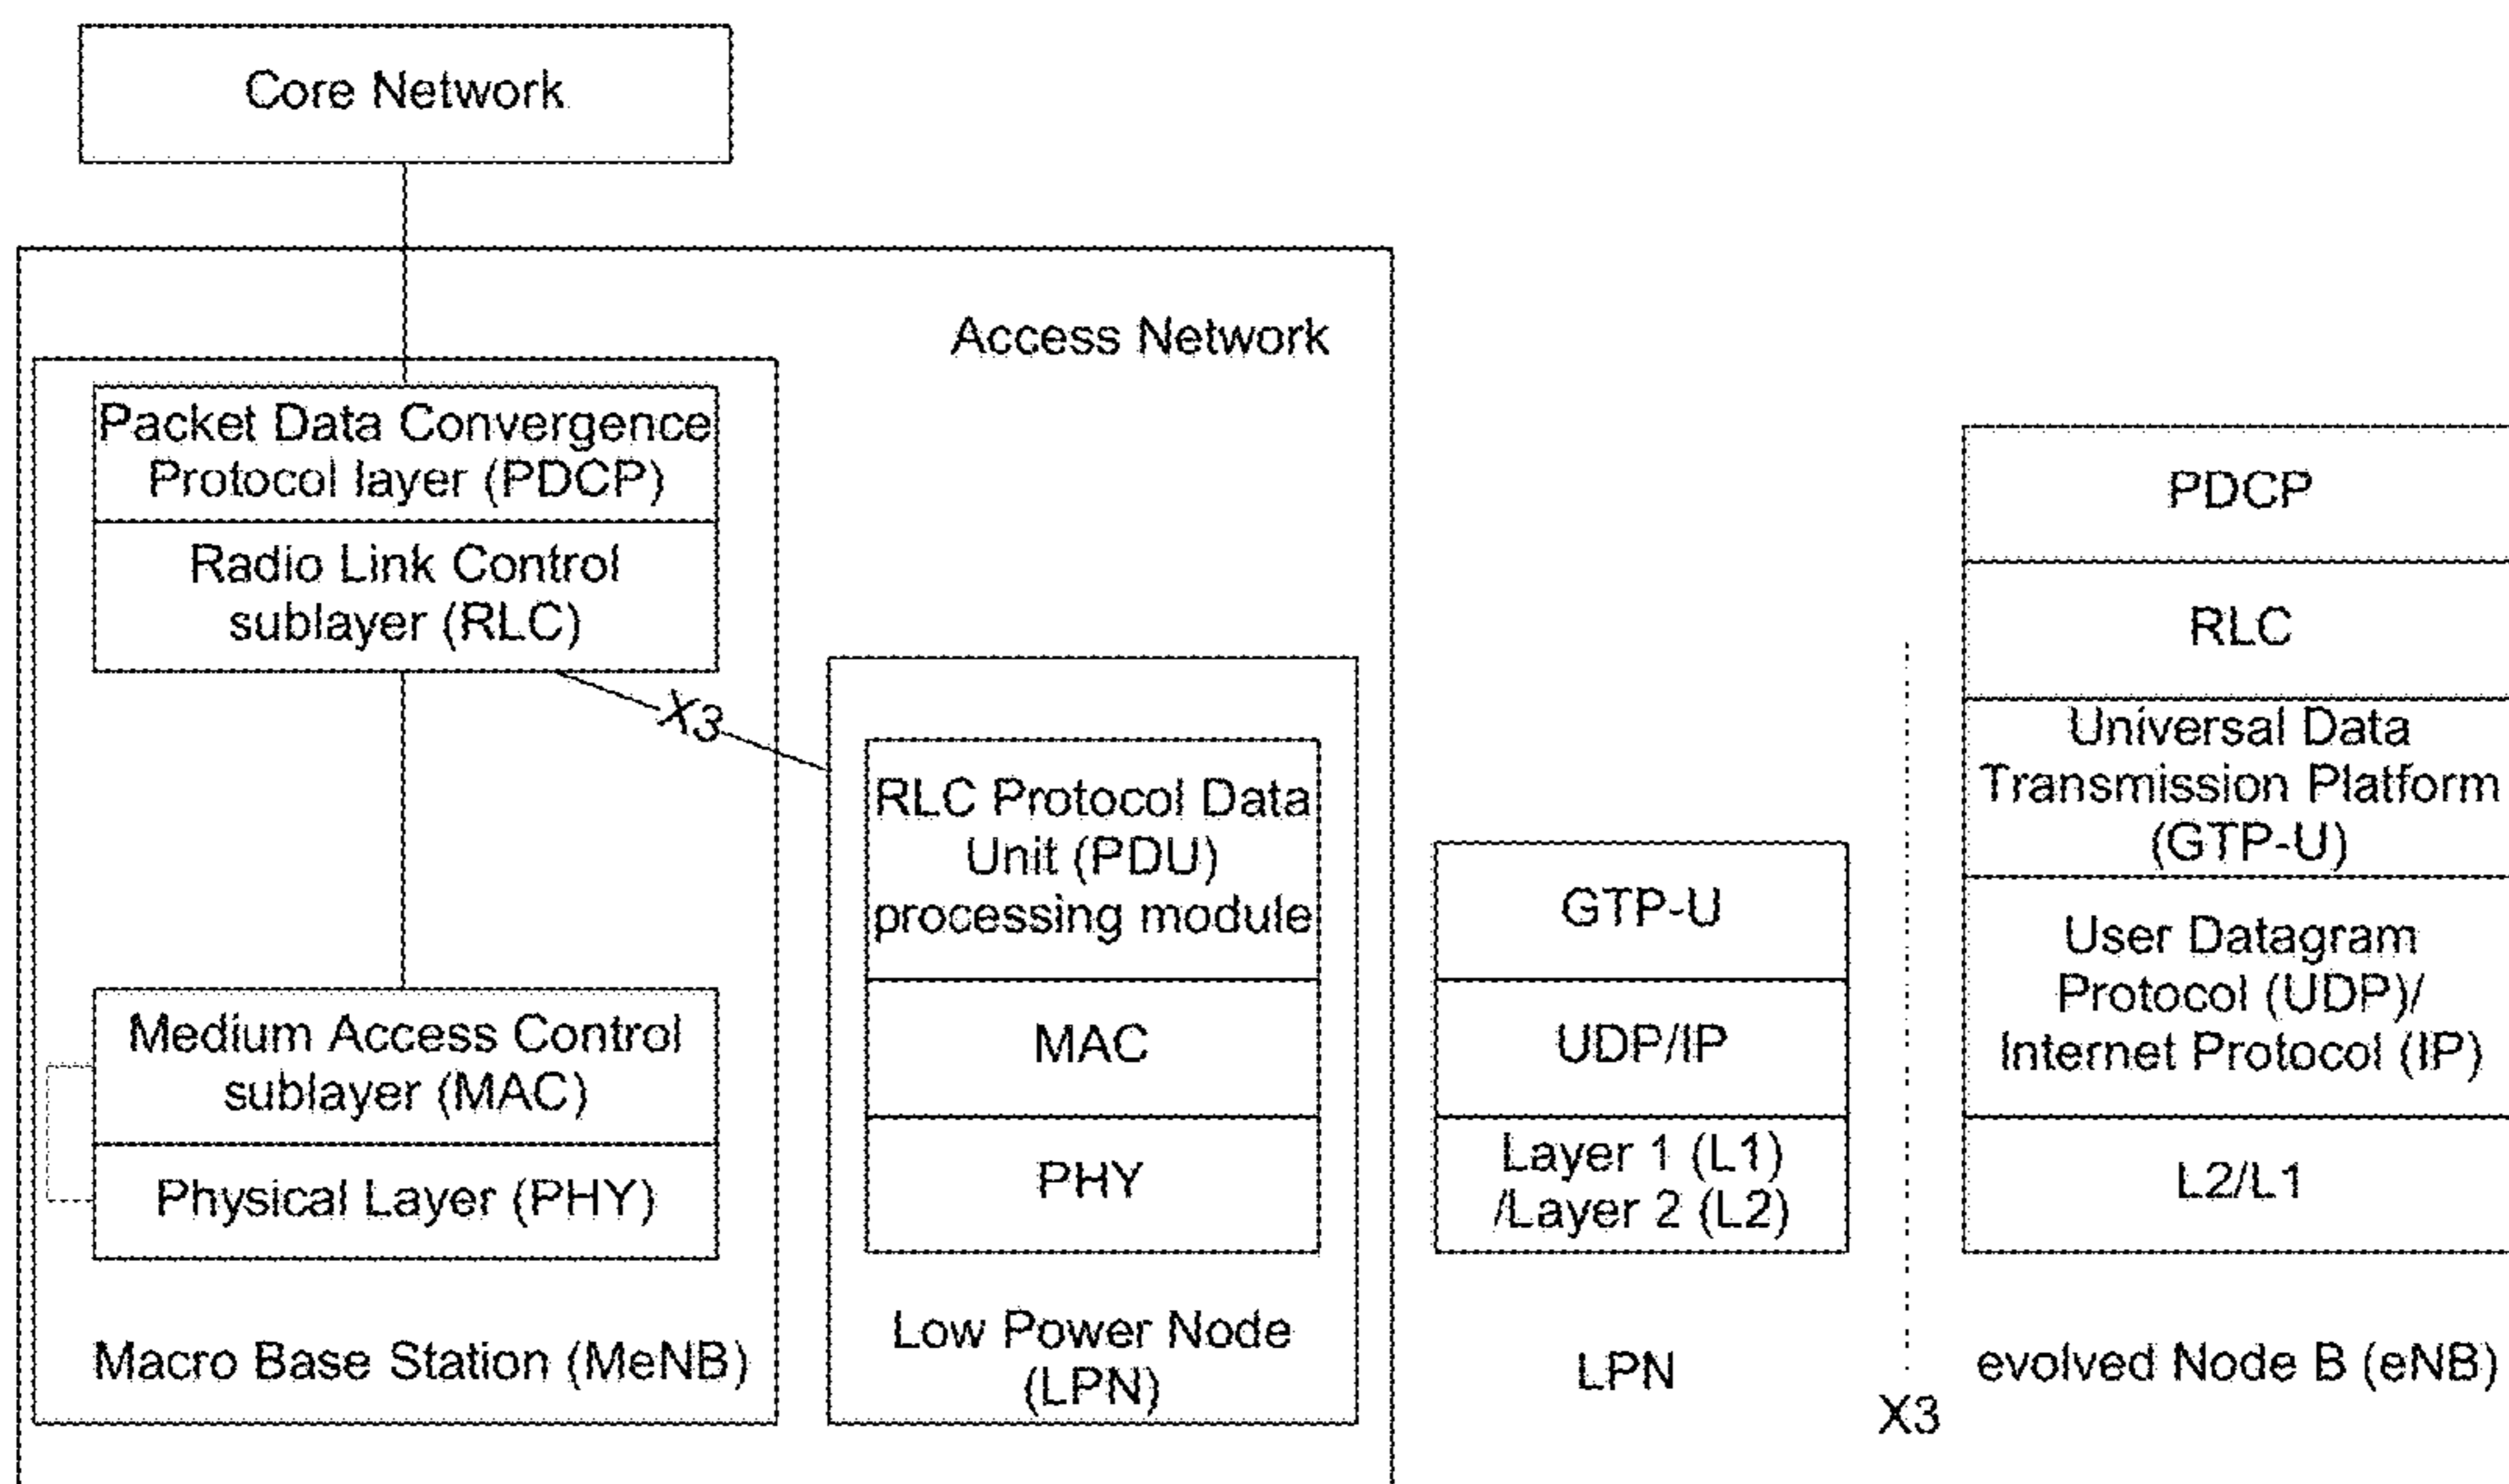 Core Network
Access Network
Packet Data Convergence
Protocol layer (PDCP)
Radio Link Control
sublayer (RLC)
X3
Medium Access Control
sublayer (MAC)
Physical Layer (PHY)
Macro Base Station (MeNB)
RLC Protocol Data
Unit (PDU)
processing module
MAC
PHY
Low Power Node
(LPN)
GTP-U
UDP/IP
Layer 1 (L1)
/Layer 2 (L2)
LPN
X3
PDCP
RLC
Universal Data
Transmission Platform
(GTP-U)
User Datagram
Protocol (UDP)/
Internet Protocol (IP)
L2/L1
evolved Node B (eNB)